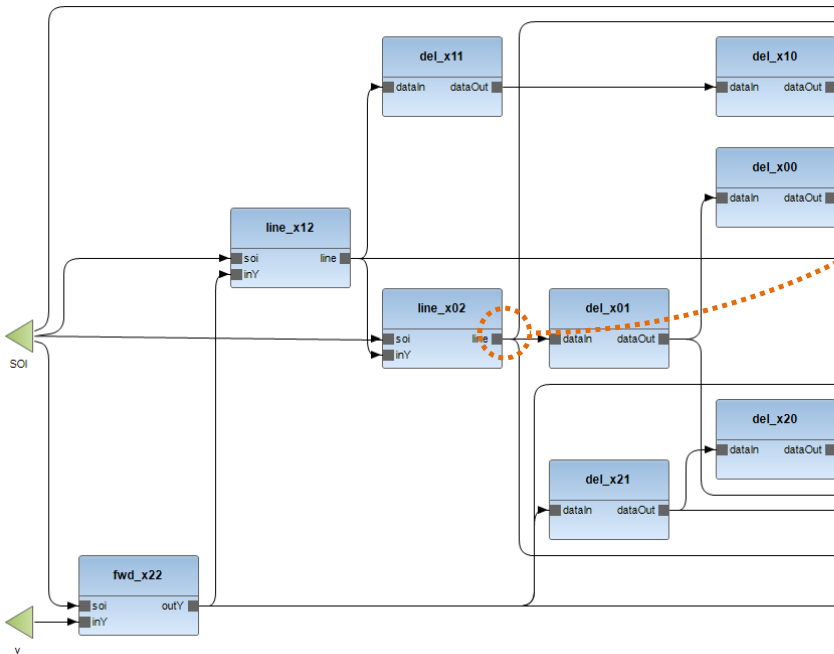 del_x11
dataIn dataOut
del_x10
dataIn dataOut
del_x00
dataIn dataOut
line_x12
soi line
inY
line_x02
soi line
inY
del_x01
dataIn dataOut
SOI
del_x20
dataIn dataOut
del_x21
dataIn dataOut
fwd_x22
soi outY
inY